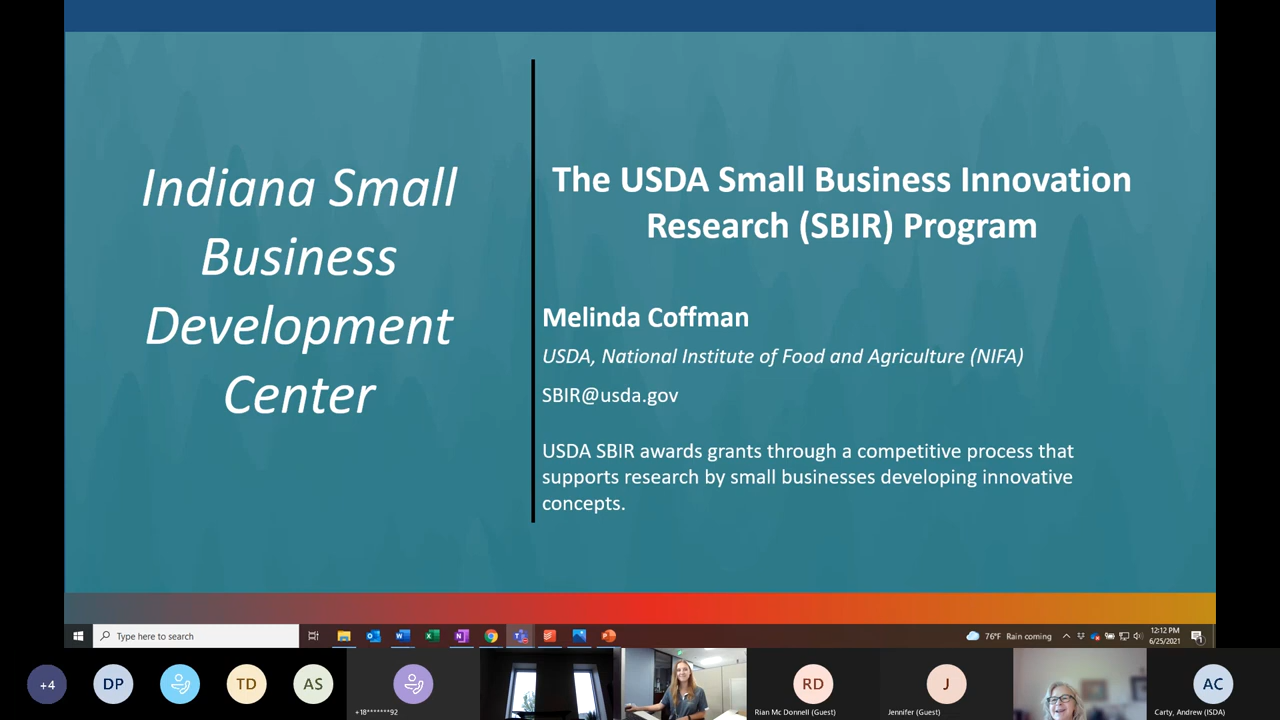 Indiana Small
Business
Development
Center
The USDA Small Business Innovation
Research (SBIR) Program
Melinda Coffman
USDA, National Institute of Food and Agriculture (NIFA)
SBIR@usda.gov
USDA SBIR awards grants through a competitive process that
supports research by small businesses developing innovative
concepts.
Type here to search
76°F Rain coming
12:12 PM
6/25/2021
+4
DP
TD
AS
+18*******92
RD
Rian Mc Donnell (Guest)
J
Jennifer (Guest)
AC
Carty, Andrew (ISDA)